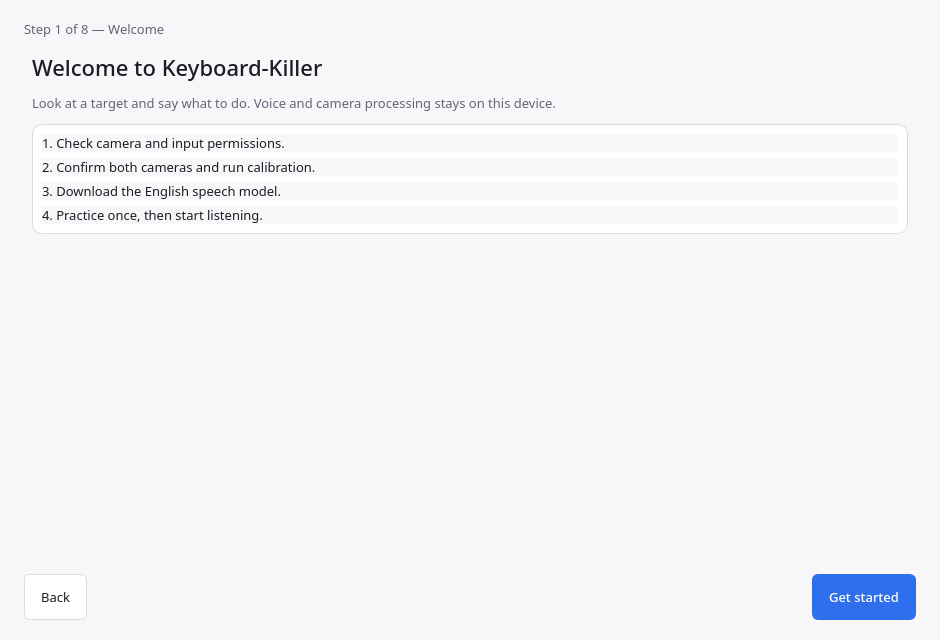 Step 1 of 8 — Welcome
Welcome to Keyboard-Killer
Look at a target and say what to do. Voice and camera processing stays on this device.
1. Check camera and input permissions.
2. Confirm both cameras and run calibration.
3. Download the English speech model.
4. Practice once, then start listening.
Back
Get started